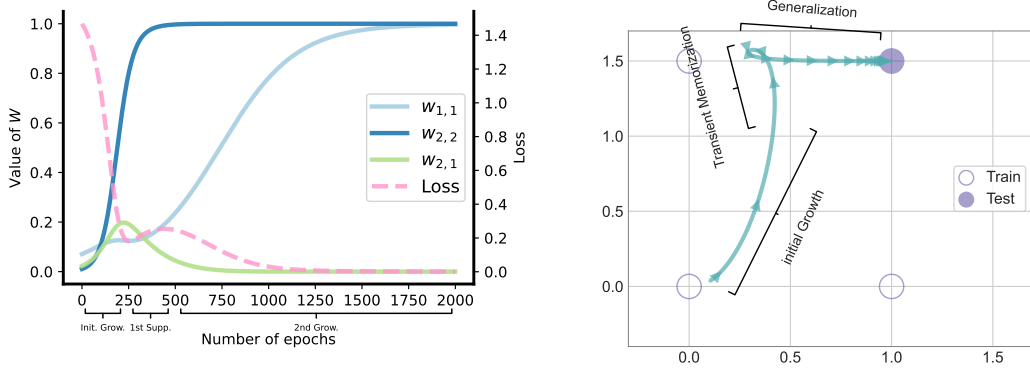 1.0
0.8
0.6
0.4
0.2
0.0
Value of W
1.4
1.2
1.0
0.8
0.6
0.4
0.2
0.0
Loss
w1,1
w2,2
w2,1
Loss
0 250 500 750 1000 1250 1500 1750 2000
Init. Grow. 1st Supp. 2nd Grow.
Number of epochs
Generalization
Transient Memorization
initial Growth
1.5
1.0
0.5
0.0
Train
Test
0.0 0.5 1.0 1.5